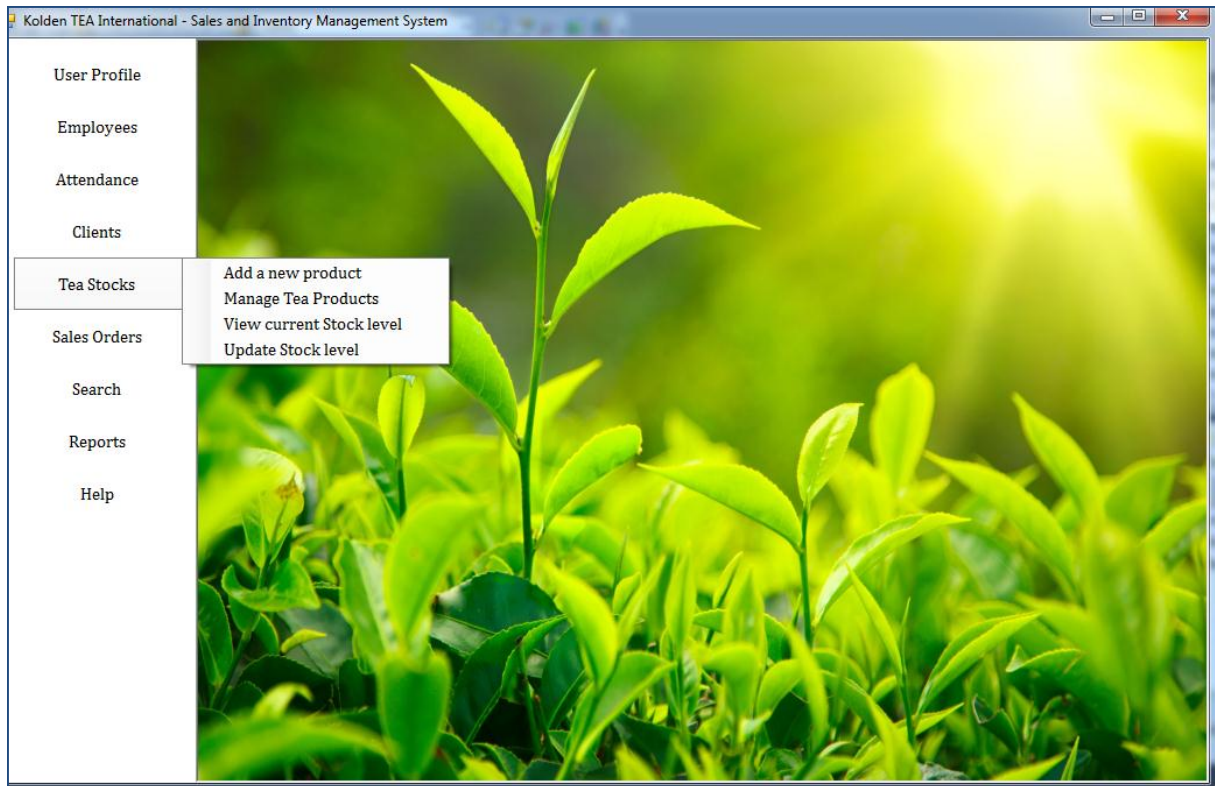 Kolden TEA International - Sales and Inventory Management System
User Profile
Employees
Attendance
Clients
Tea Stocks
Add a new product
Manage Tea Products
View current Stock level
Update Stock level
Sales Orders
Search
Reports
Help